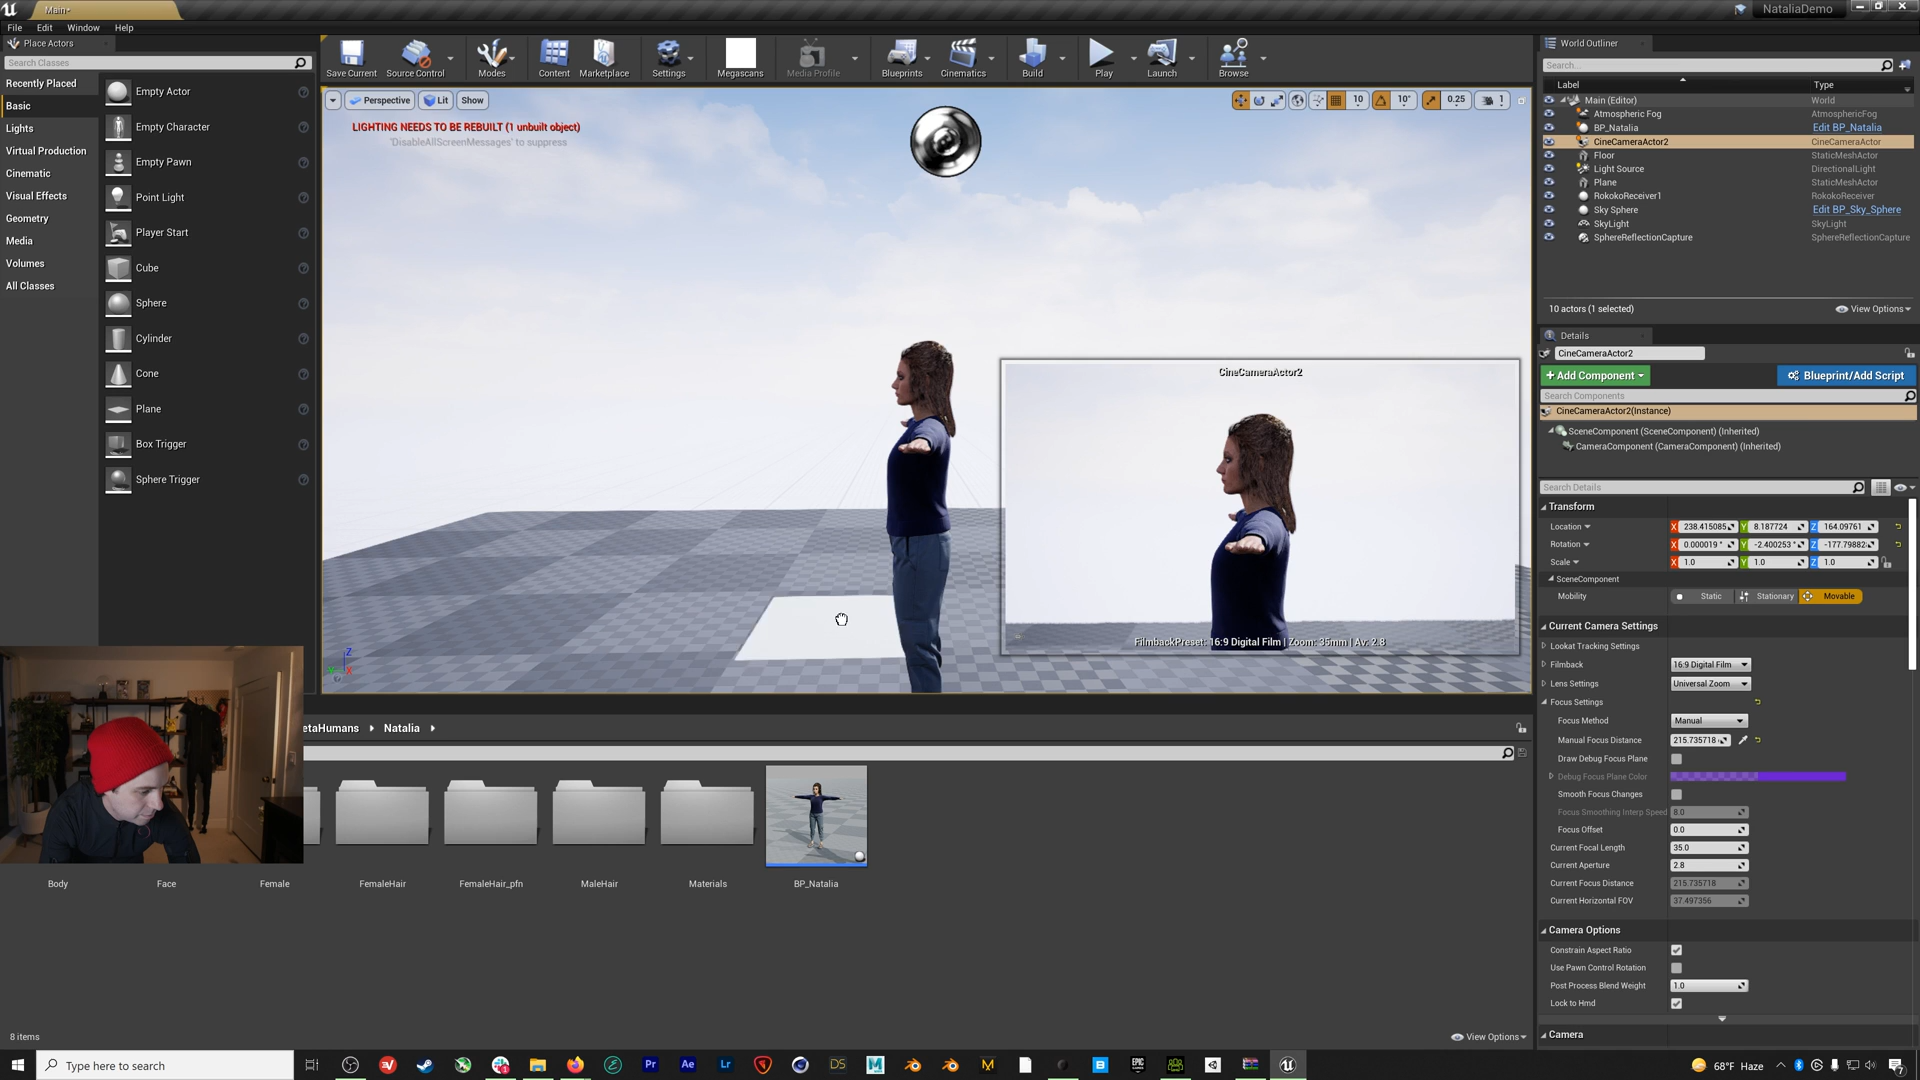 Main*
NataliaDemo
File Edit Window Help
Place Actors
Search Classes
Recently Placed
Basic
Lights
Virtual Production
Cinematic
Visual Effects
Geometry
Media
Volumes
All Classes
Empty Actor
Empty Character
Empty Pawn
Point Light
Player Start
Cube
Sphere
Cylinder
Cone
Plane
Box Trigger
Sphere Trigger
Save Current Source Control Modes Content Marketplace Settings Megascans Media Profile Blueprints Cinematics Build Play Launch Browse
Perspective Lit Show
10 10° 0.25 1
LIGHTING NEEDS TO BE REBUILT (1 unbuilt object)
'DisableAllScreenMessages' to suppress
CineCameraActor2
FilmbackPreset: 16:9 Digital Film | Zoom: 35mm | Av: 2.8
World Outliner
Search...
Label Type
Main (Editor) World
Atmospheric Fog AtmosphericFog
BP_Natalia Edit BP_Natalia
CineCameraActor2 CineCameraActor
Floor StaticMeshActor
Light Source DirectionalLight
Plane StaticMeshActor
RokokoReceiver1 RokokoReceiver
Sky Sphere Edit BP_Sky_Sphere
SkyLight SkyLight
SphereReflectionCapture SphereReflectionCapture
10 actors (1 selected) View Options
Details
CineCameraActor2
+ Add Component Blueprint/Add Script
Search Components
CineCameraActor2(Instance)
SceneComponent (SceneComponent) (Inherited)
CameraComponent (CameraComponent) (Inherited)
Search Details
Transform
Location X 238.415085 Y 8.187724 Z 164.09761
Rotation X 0.000019 ° Y -2.400253 ° Z -177.79882
Scale X 1.0 Y 1.0 Z 1.0
SceneComponent
Mobility Static Stationary Movable
Current Camera Settings
Lookat Tracking Settings
Filmback 16:9 Digital Film
Lens Settings Universal Zoom
Focus Settings
Focus Method Manual
Manual Focus Distance 215.735718
Draw Debug Focus Plane
Debug Focus Plane Color
Smooth Focus Changes
Focus Smoothing Interp Speed 8.0
Focus Offset 0.0
Current Focal Length 35.0
Current Aperture 2.8
Current Focus Distance 215.735718
Current Horizontal FOV 37.497356
Camera Options
Constrain Aspect Ratio
Use Pawn Control Rotation
Post Process Blend Weight 1.0
Lock to Hmd
Camera
etaHumans Natalia
Body Face Female FemaleHair FemaleHair_pfn MaleHair Materials BP_Natalia
8 items View Options
Type here to search
Pr Ae Lr DS
EPIC GAMES
68°F Haze